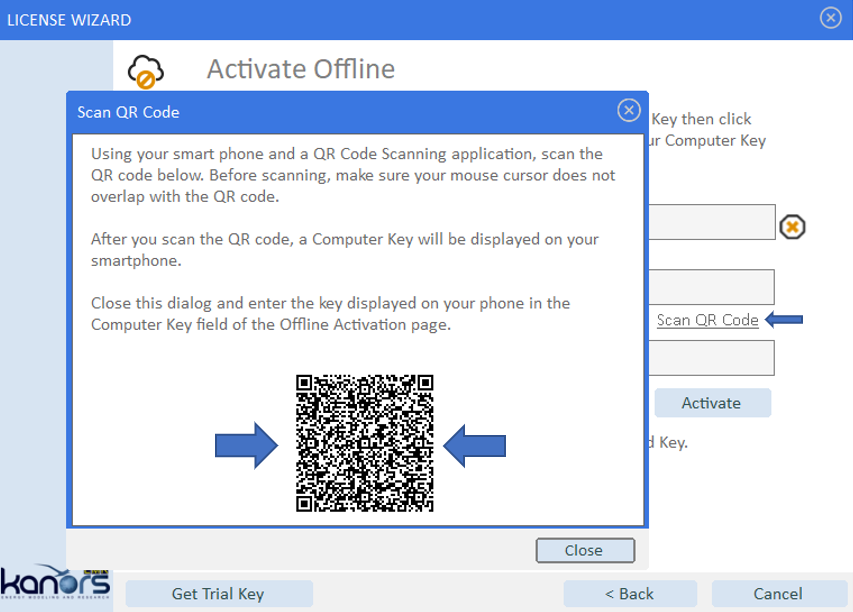 LICENSE WIZARD
Activate Offline
Key then click
ur Computer Key
Scan QR Code
Using your smart phone and a QR Code Scanning application, scan the
QR code below. Before scanning, make sure your mouse cursor does not
overlap with the QR code.
After you scan the QR code, a Computer Key will be displayed on your
smartphone.
Close this dialog and enter the key displayed on your phone in the
Computer Key field of the Offline Activation page.
Scan QR Code
Activate
d Key.
Close
kanors
ENERGY MODELING AND RESEARCH
Get Trial Key
< Back
Cancel